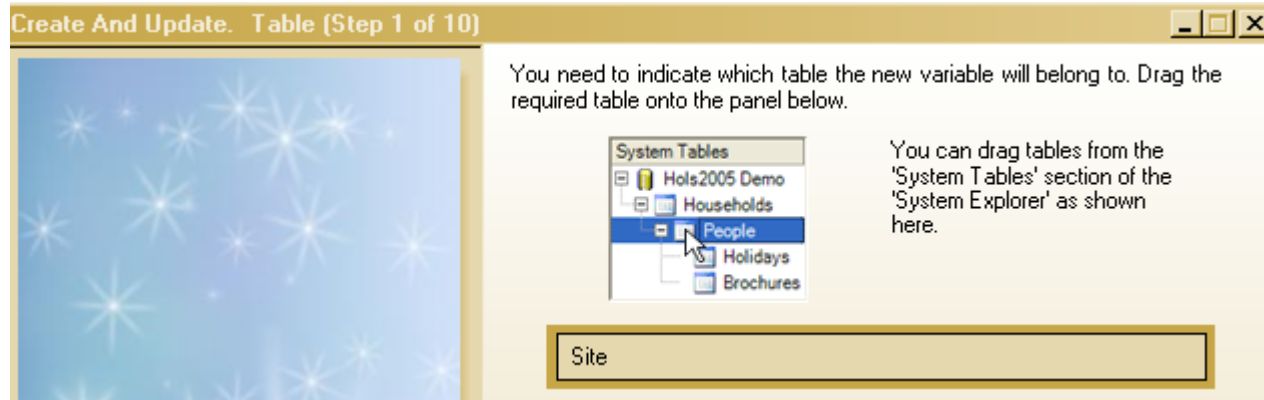 Create And Update. Table (Step 1 of 10)
You need to indicate which table the new variable will belong to. Drag the
required table onto the panel below.
System Tables
Hols2005 Demo
Households
People
Holidays
Brochures
You can drag tables from the
'System Tables' section of the
'System Explorer' as shown
here.
Site